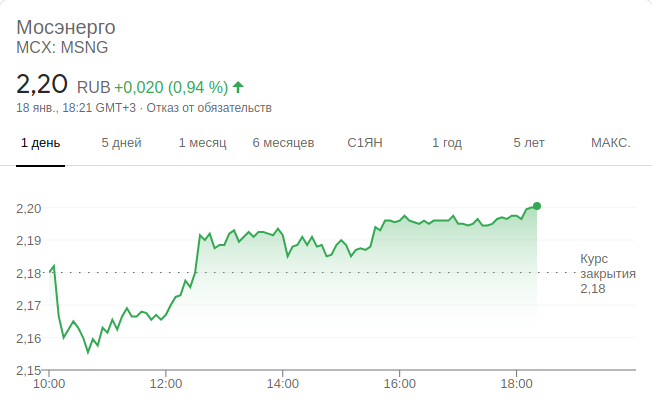 Мосэнерго
MCX: MSNG
2,20 RUB +0,020 (0,94 %)
18 янв., 18:21 GMT+3 · Отказ от обязательств
1 день 5 дней 1 месяц 6 месяцев С1ЯН 1 год 5 лет МАКС.
2,20
2,19
2,18
2,17
2,16
2,15
Курс
закрытия
2,18
10:00 12:00 14:00 16:00 18:00